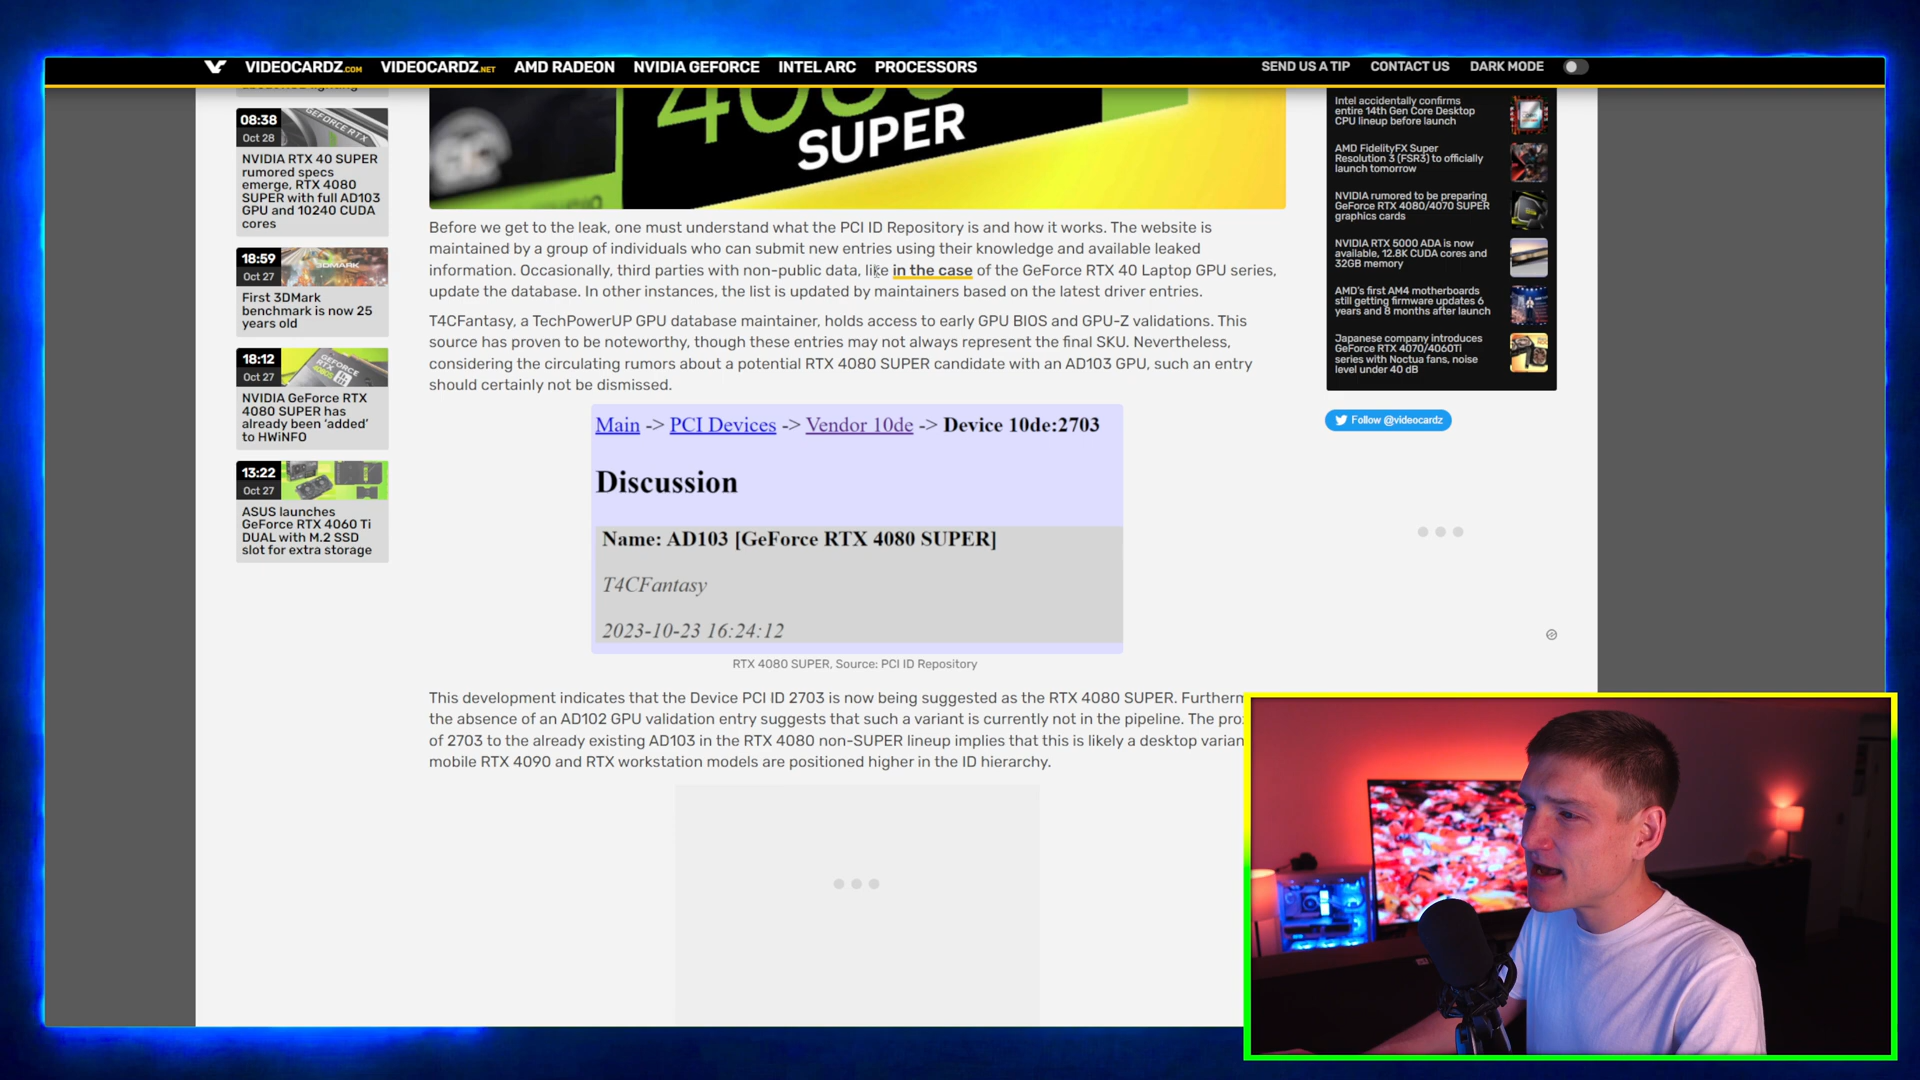 VIDEOCARDZ.COM VIDEOCARDZ.NET AMD RADEON NVIDIA GEFORCE INTEL ARC PROCESSORS SEND US A TIP CONTACT US DARK MODE
08:38
Oct 28
GEFORCE RTX
NVIDIA RTX 40 SUPER
rumored specs
emerge, RTX 4080
SUPER with full AD103
GPU and 10240 CUDA
cores
18:59
Oct 27
3DMARK
First 3DMark
benchmark is now 25
years old
18:12
Oct 27
GEFORCE
RTX
NVIDIA GeForce RTX
4080 SUPER has
already been ‘added’
to HWiNFO
13:22
Oct 27
ASUS launches
GeForce RTX 4060 Ti
DUAL with M.2 SSD
slot for extra storage
4080
SUPER
Before we get to the leak, one must understand what the PCI ID Repository is and how it works. The website is
maintained by a group of individuals who can submit new entries using their knowledge and available leaked
information. Occasionally, third parties with non-public data, like in the case of the GeForce RTX 40 Laptop GPU series,
update the database. In other instances, the list is updated by maintainers based on the latest driver entries.
T4CFantasy, a TechPowerUP GPU database maintainer, holds access to early GPU BIOS and GPU-Z validations. This
source has proven to be noteworthy, though these entries may not always represent the final SKU. Nevertheless,
considering the circulating rumors about a potential RTX 4080 SUPER candidate with an AD103 GPU, such an entry
should certainly not be dismissed.
Main -> PCI Devices -> Vendor 10de -> Device 10de:2703
Discussion
Name: AD103 [GeForce RTX 4080 SUPER]
T4CFantasy
2023-10-23 16:24:12
RTX 4080 SUPER, Source: PCI ID Repository
This development indicates that the Device PCI ID 2703 is now being suggested as the RTX 4080 SUPER. Furtherm
the absence of an AD102 GPU validation entry suggests that such a variant is currently not in the pipeline. The pro
of 2703 to the already existing AD103 in the RTX 4080 non-SUPER lineup implies that this is likely a desktop varian
mobile RTX 4090 and RTX workstation models are positioned higher in the ID hierarchy.
Intel accidentally confirms
entire 14th Gen Core Desktop
CPU lineup before launch
AMD FidelityFX Super
Resolution 3 (FSR3) to officially
launch tomorrow
NVIDIA rumored to be preparing
GeForce RTX 4080/4070 SUPER
graphics cards
NVIDIA RTX 5000 ADA is now
available, 12.8K CUDA cores and
32GB memory
AMD’s first AM4 motherboards
still getting firmware updates 6
years and 8 months after launch
Japanese company introduces
GeForce RTX 4070/4060Ti
series with Noctua fans, noise
level under 40 dB
Follow @videocardz